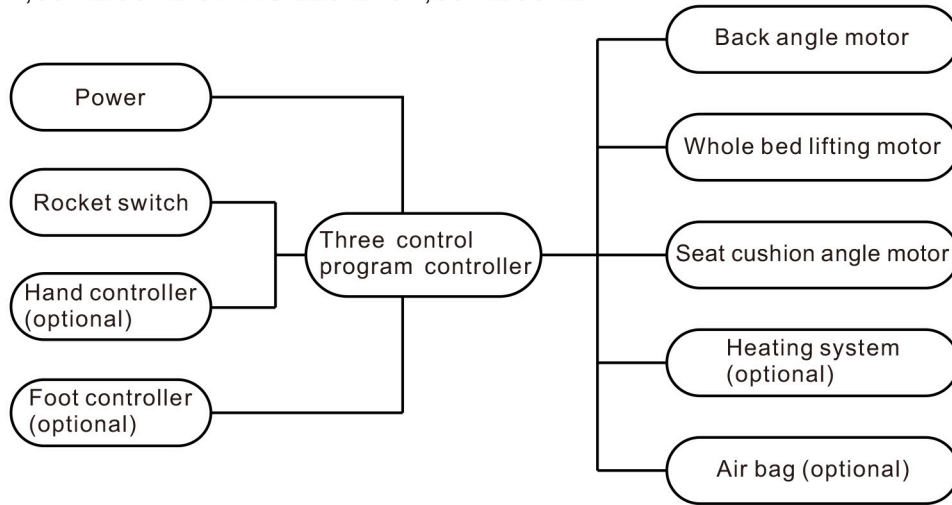 Power
Rocket switch
Hand controller
(optional)
Foot controller
(optional)
Three control
program controller
Back angle motor
Whole bed lifting motor
Seat cushion angle motor
Heating system
(optional)
Air bag (optional)